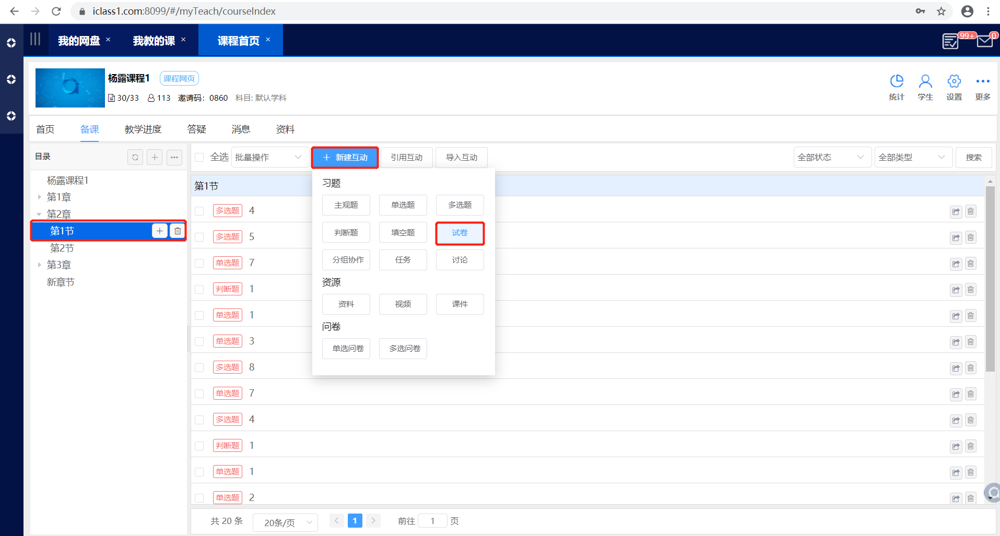 iclass1.com:8099/#/myTeach/courseIndex
我的网盘 × 我教的课 × 课程首页 × 99+ 0
杨露课程1 课程网页
30/33 113 邀请码：0860 科目: 默认学科
统计 学生 设置 更多
首页 备课 教学进度 答疑 消息 资料
目录
杨露课程1
第1章
第2章
第1节
第2节
第3章
新章节
全选 批量操作 新建互动 引用互动 导入互动 全部状态 全部类型 搜索
习题
主观题 单选题 多选题
判断题 填空题 试卷
分组协作 任务 讨论
资源
资料 视频 课件
问卷
单选问卷 多选问卷
第1节
多选题 4
多选题 5
单选题 7
判断题 1
单选题 1
单选题 3
多选题 8
单选题 7
多选题 4
判断题 1
单选题 1
单选题 2
共 20 条 20条/页 1 前往 1 页